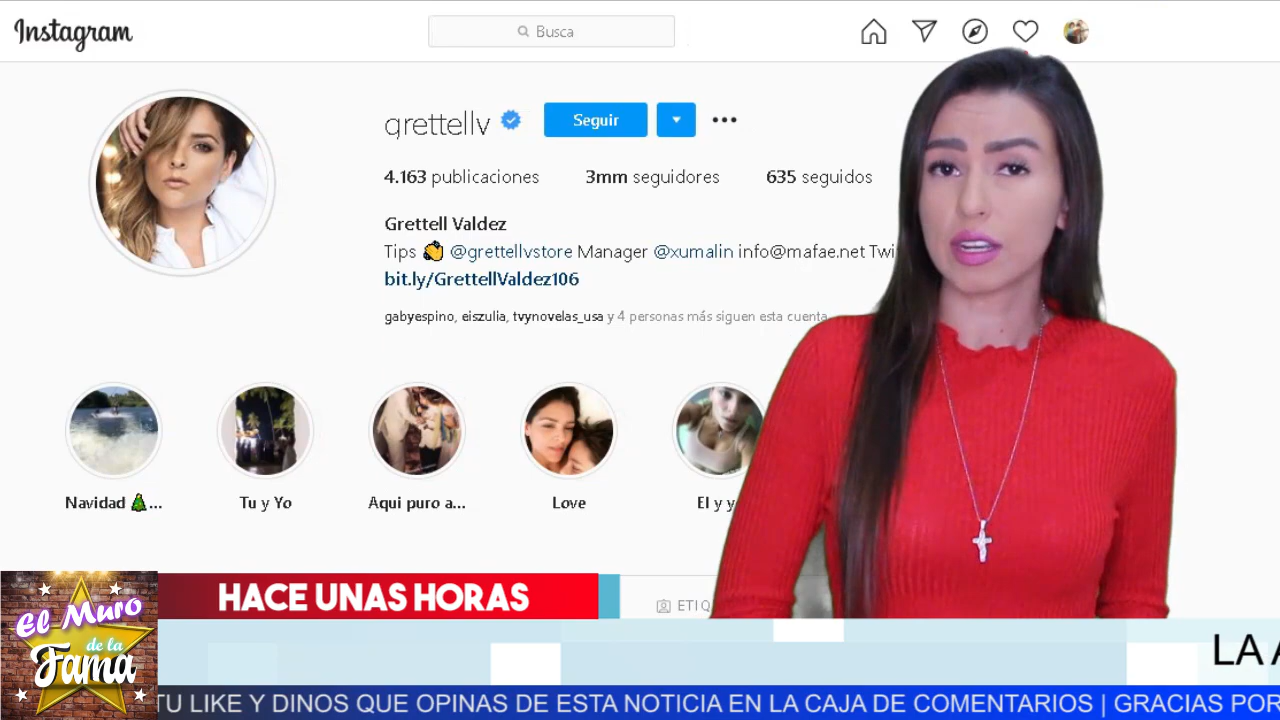 Instagram
Busca
grettellv
Seguir
4.163 publicaciones 3mm seguidores 635 seguidos
Grettell Valdez
Tips @grettellvstore Manager @xumalin info@mafae.net Twi
bit.ly/GrettellValdez106
gabyespino, eiszulia, tvynovelas_usa y 4 personas más siguen esta cuenta
Navidad 🎄... Tu y Yo Aqui puro a... Love El y y
ETIQ
HACE UNAS HORAS
El Muro
de la
Fama
LA A
TU LIKE Y DINOS QUE OPINAS DE ESTA NOTICIA EN LA CAJA DE COMENTARIOS | GRACIAS POR